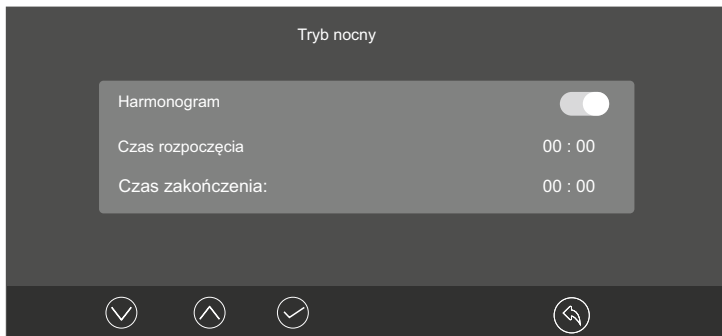 Tryb nocny
Harmonogram
Czas rozpoczęcia 00 : 00
Czas zakończenia: 00 : 00